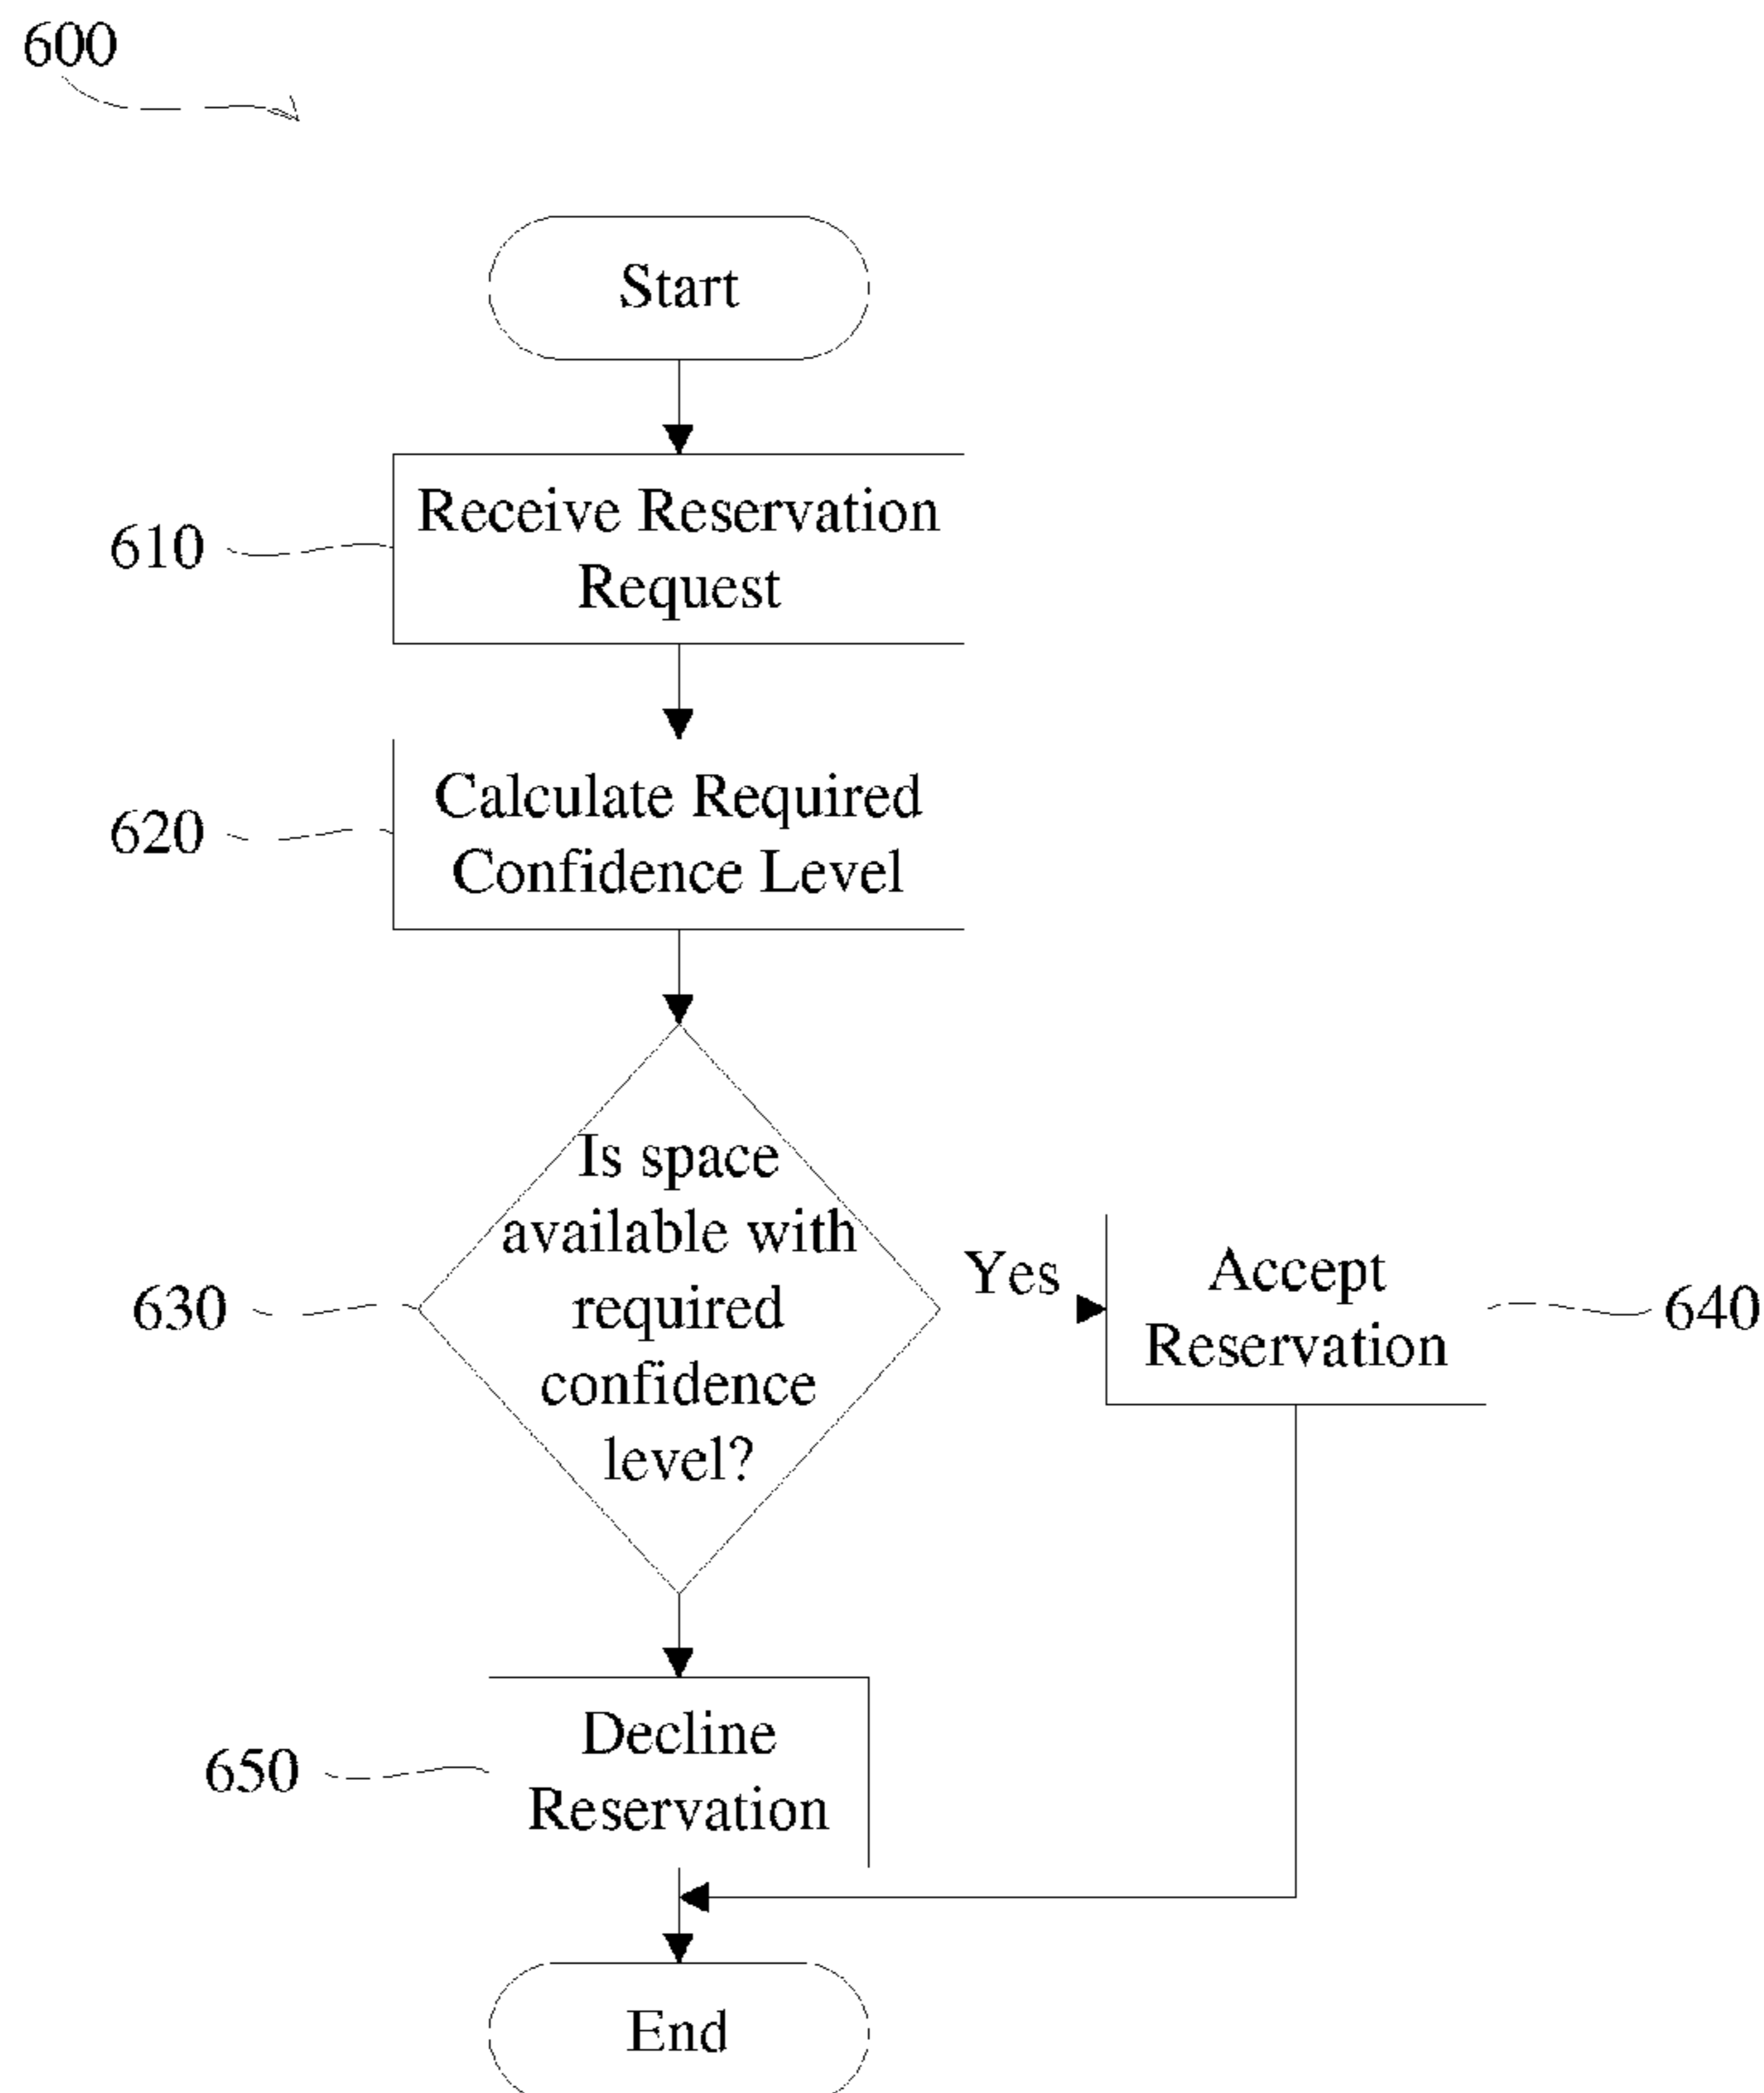 600
Start
610
Receive Reservation
Request
620
Calculate Required
Confidence Level
630
Is space
available with
required
confidence
level?
Yes
Accept
Reservation
640
650
Decline
Reservation
End